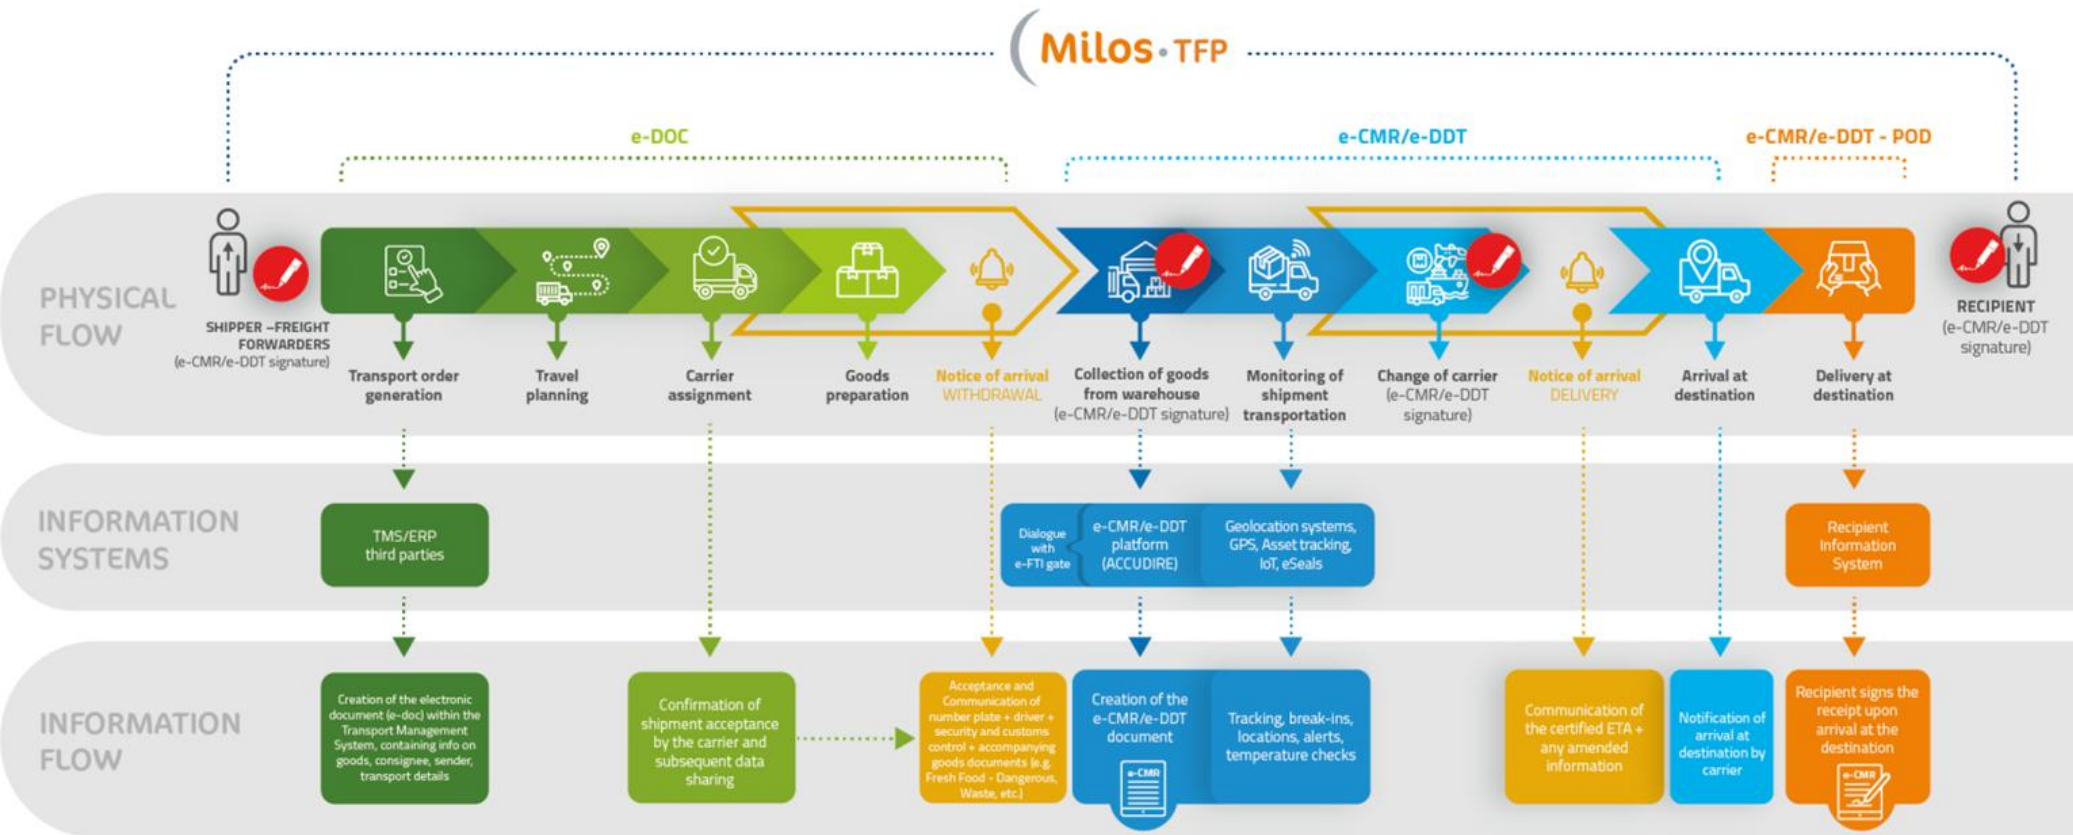 Milos • TFP
e-DOC
e-CMR/e-DDT
e-CMR/e-DDT - POD
PHYSICAL
FLOW
SHIPPER –FREIGHT
FORWARDERS
(e-CMR/e-DDT signature)
Transport order
generation
Travel
planning
Carrier
assignment
Goods
preparation
Notice of arrival
WITHDRAWAL
Collection of goods
from warehouse
(e-CMR/e-DDT signature)
Monitoring of
shipment
transportation
Change of carrier
(e-CMR/e-DDT
signature)
Notice of arrival
DELIVERY
Arrival at
destination
Delivery at
destination
RECIPIENT
(e-CMR/e-DDT
signature)
INFORMATION
SYSTEMS
TMS/ERP
third parties
Dialogue
with
e-FTI gate
e-CMR/e-DDT
platform
(ACCUDIRE)
Geolocation systems,
GPS, Asset tracking,
IoT, eSeals
Recipient
Information
System
INFORMATION
FLOW
Creation of the electronic
document (e-doc) within the
Transport Management
System, containing info on
goods, consignee, sender,
transport details
Confirmation of
shipment acceptance
by the carrier and
subsequent data
sharing
Acceptance and
Communication of
number plate + driver +
security and customs
control + accompanying
goods documents (e.g.
Fresh Food - Dangerous,
Waste, etc.)
Creation of the
e-CMR/e-DDT
document
e-CMR
Tracking, break-ins,
locations, alerts,
temperature checks
Communication of
the certified ETA +
any amended
information
Notification of
arrival at
destination by
carrier
Recipient signs the
receipt upon
arrival at the
destination
e-CMR